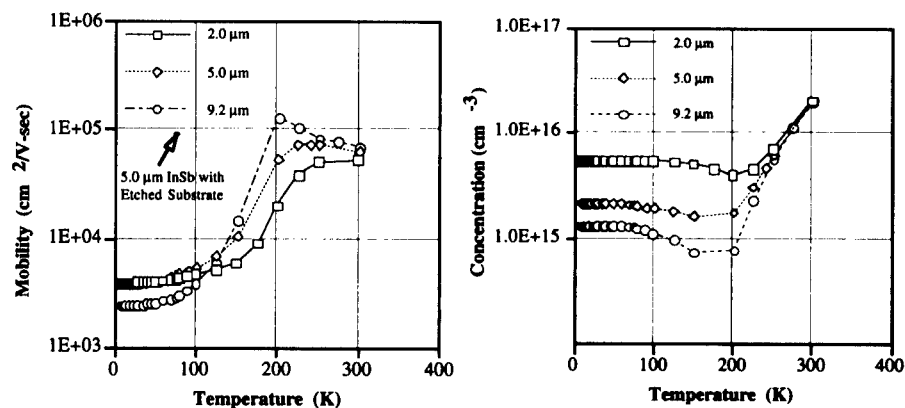 1E+06
1E+05
1E+04
1E+03
Mobility (cm 2/V-sec)
2.0 µm
5.0 µm
9.2 µm
5.0 µm InSb with
Etched Substrate
0 100 200 300 400
Temperature (K)
1.0E+17
1.0E+16
1.0E+15
Concentration (cm -3)
2.0 µm
5.0 µm
9.2 µm
0 100 200 300 400
Temperature (K)